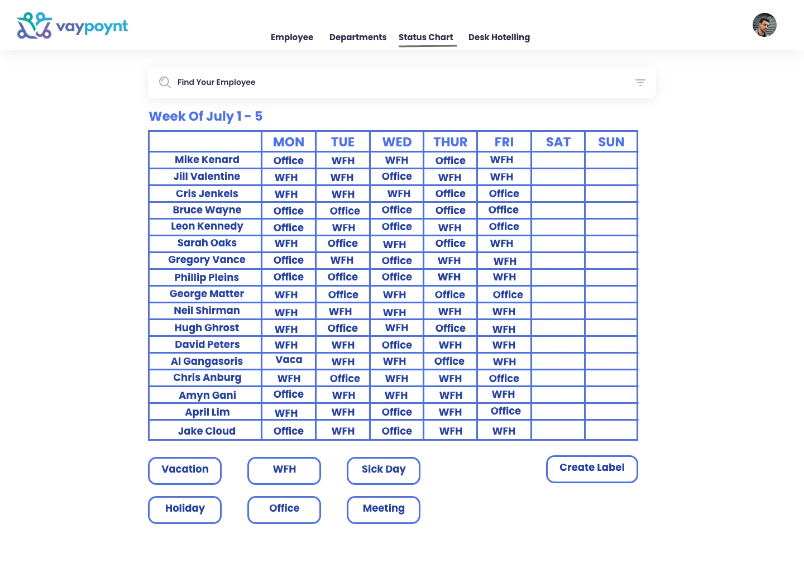 vaypoynt
Employee Departments Status Chart Desk Hotelling
Find Your Employee
Week Of July 1 - 5
MON TUE WED THUR FRI SAT SUN
Mike Kenard Office WFH WFH Office WFH
Jill Valentine WFH WFH Office WFH WFH
Cris Jenkels WFH WFH WFH Office Office
Bruce Wayne Office Office Office Office Office
Leon Kennedy Office WFH Office WFH Office
Sarah Oaks WFH Office WFH Office WFH
Gregory Vance Office WFH Office WFH WFH
Phillip Pleins Office Office Office WFH WFH
George Matter WFH Office WFH Office Office
Neil Shirman WFH WFH WFH WFH WFH
Hugh Ghrost WFH Office WFH Office WFH
David Peters WFH WFH Office WFH WFH
Al Gangasoris Vaca WFH WFH Office WFH
Chris Anburg WFH Office WFH WFH Office
Amyn Gani Office WFH WFH WFH WFH
April Lim WFH WFH Office WFH Office
Jake Cloud Office WFH Office WFH WFH
Vacation WFH Sick Day Create Label
Holiday Office Meeting